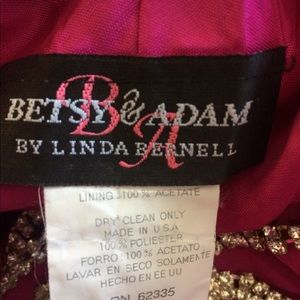 BETSY & ADAM
BA
BY LINDA BERNELL
LINING: 100% ACETATE
DRY CLEAN ONLY
MADE IN U.S.A
100% POLIESTER
FORRO: 100% ACETATO
LAVAR EN SECO SOLAMENTE
HECHO EN EE UU
RN 62335